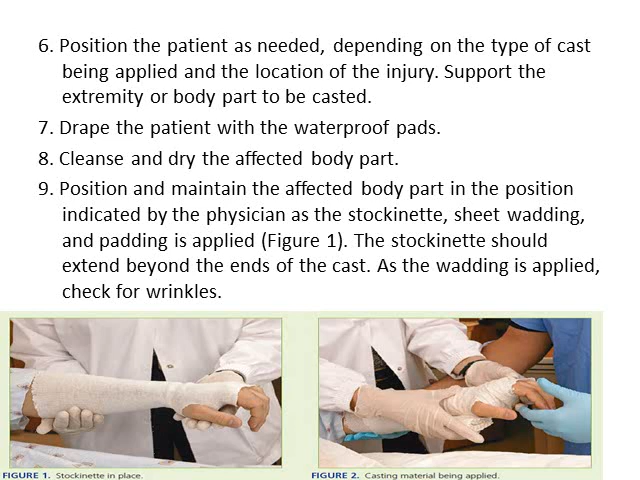 6. Position the patient as needed, depending on the type of cast
being applied and the location of the injury. Support the
extremity or body part to be casted.
7. Drape the patient with the waterproof pads.
8. Cleanse and dry the affected body part.
9. Position and maintain the affected body part in the position
indicated by the physician as the stockinette, sheet wadding,
and padding is applied (Figure 1). The stockinette should
extend beyond the ends of the cast. As the wadding is applied,
check for wrinkles.
FIGURE 1. Stockinette in place.
FIGURE 2. Casting material being applied.